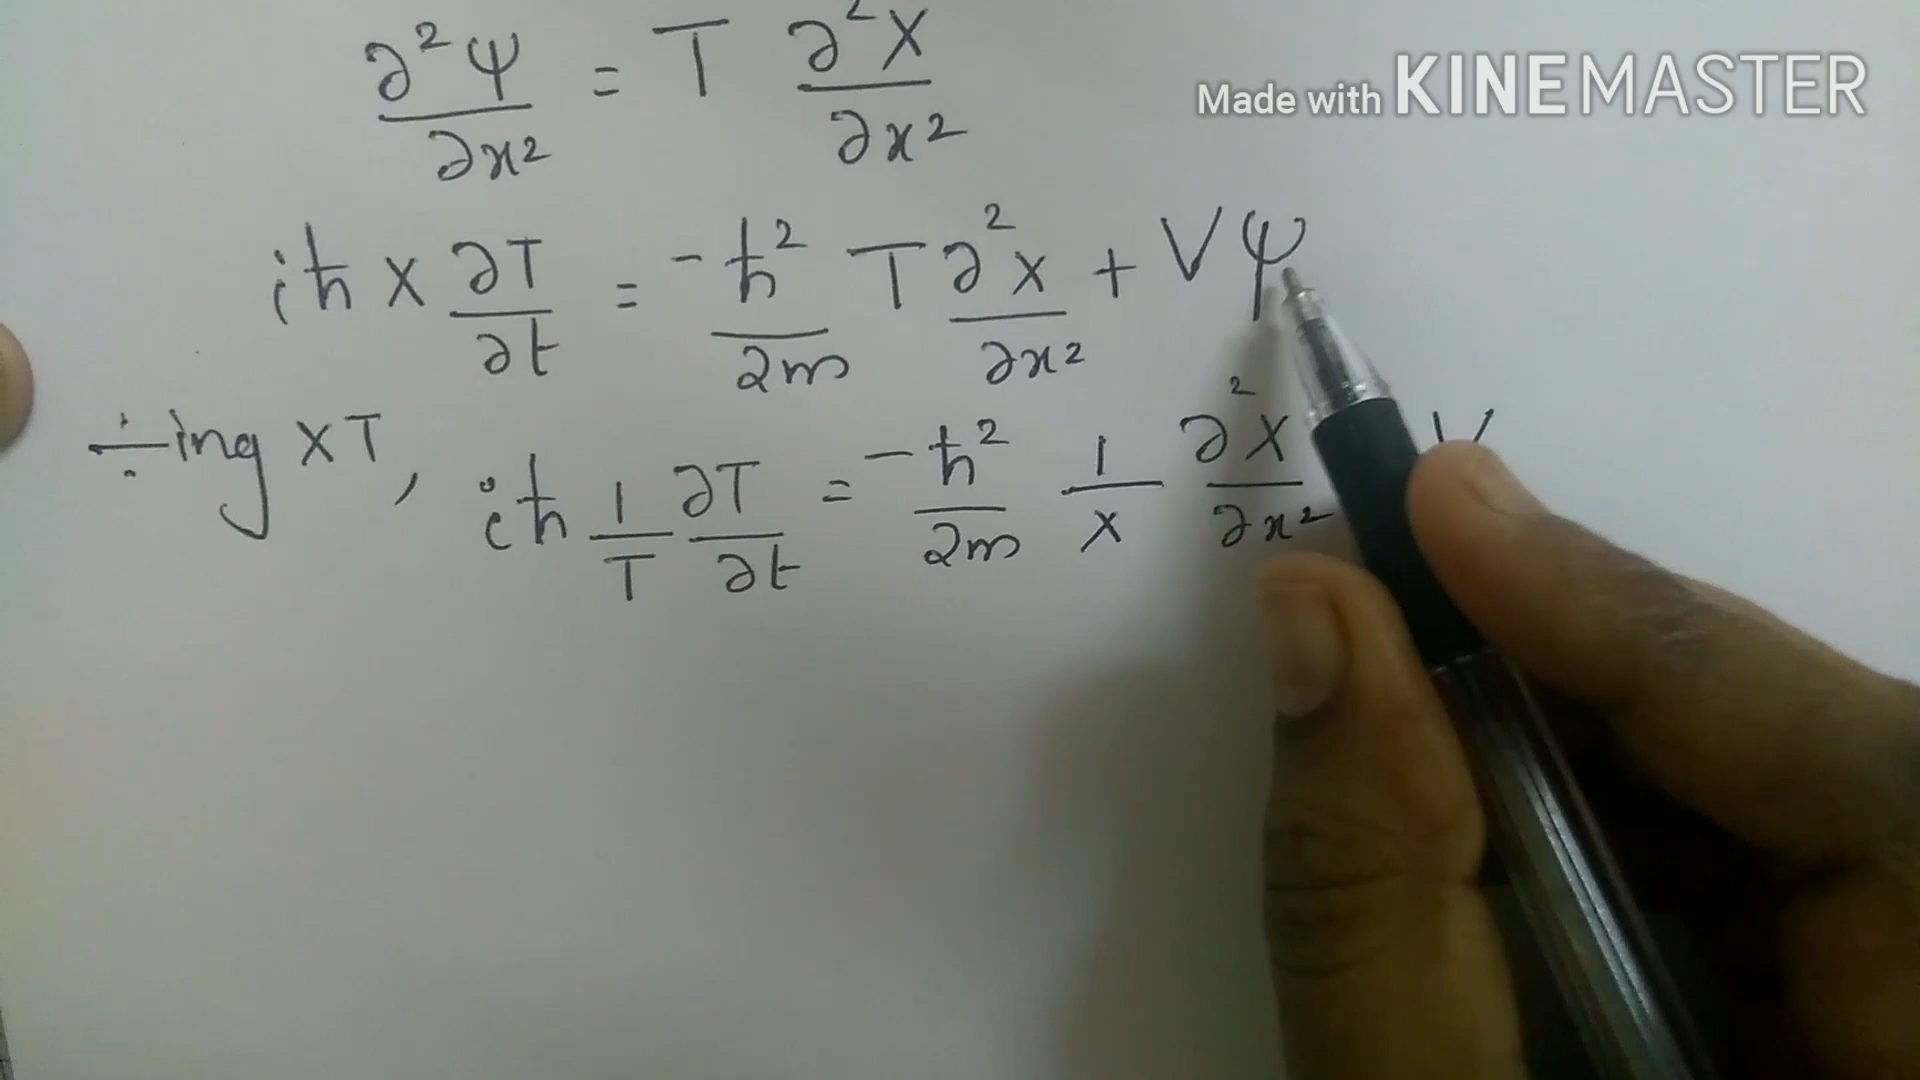 ∂²ψ/∂x² = T ∂²X/∂x²
Made with KINEMASTER
iħ X ∂T/∂t = -ħ²/2m T ∂²X/∂x² + Vψ
÷ing XT, iħ 1/T ∂T/∂t = -ħ²/2m 1/X ∂²X/∂x² V